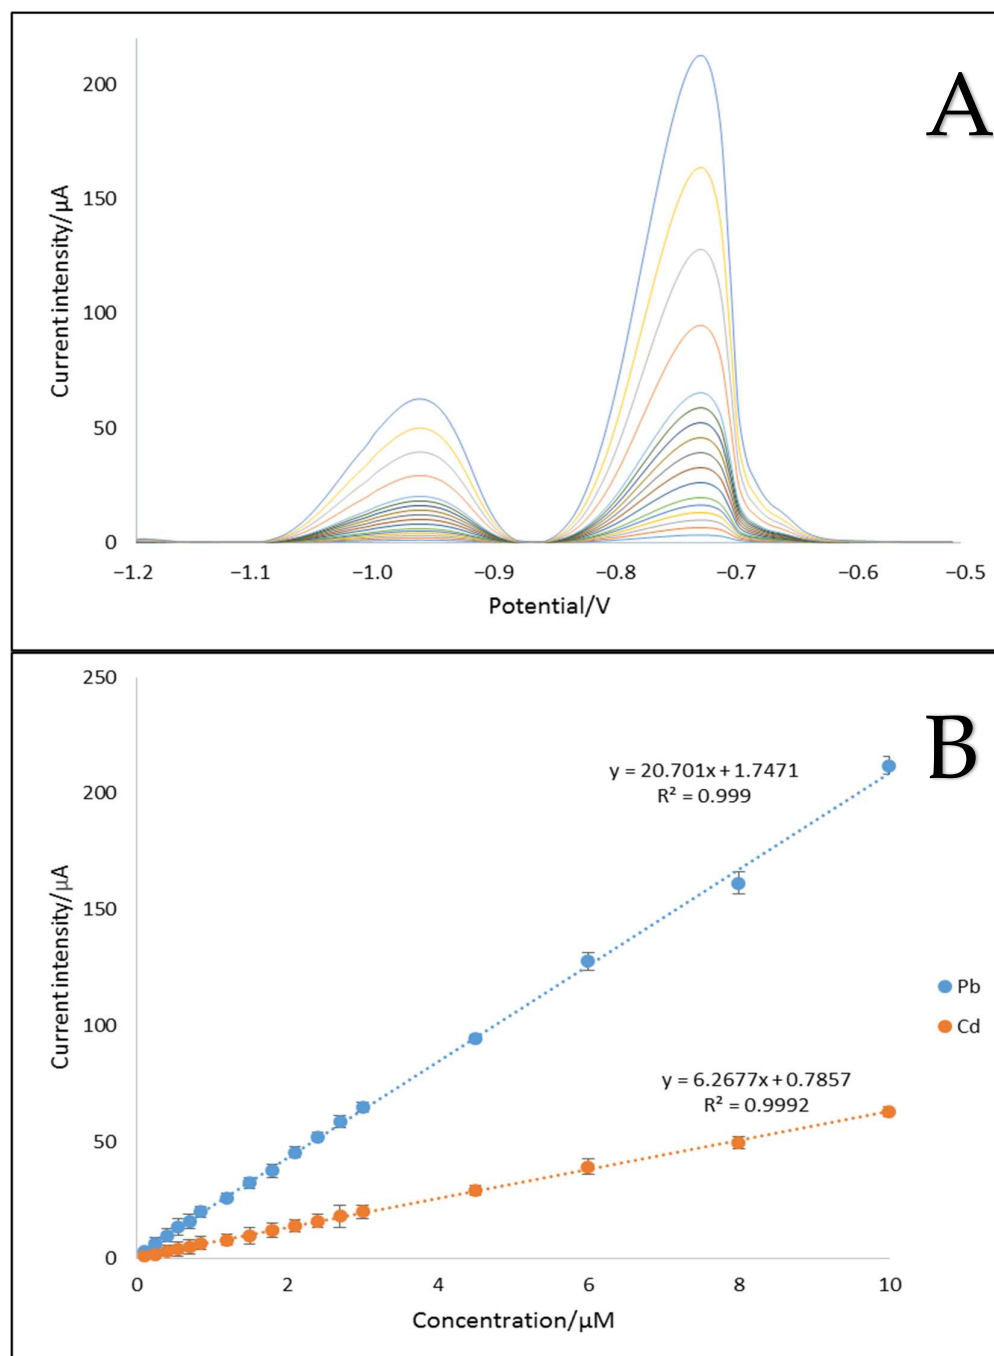 A
200
150
100
50
0
Current intensity/μA
−1.2 −1.1 −1.0 −0.9 −0.8 −0.7 −0.6 −0.5
Potential/V
B
250
200
150
100
50
0
Current intensity/μA
y = 20.701x + 1.7471
R² = 0.999
y = 6.2677x + 0.7857
R² = 0.9992
Pb
Cd
0 2 4 6 8 10
Concentration/μM